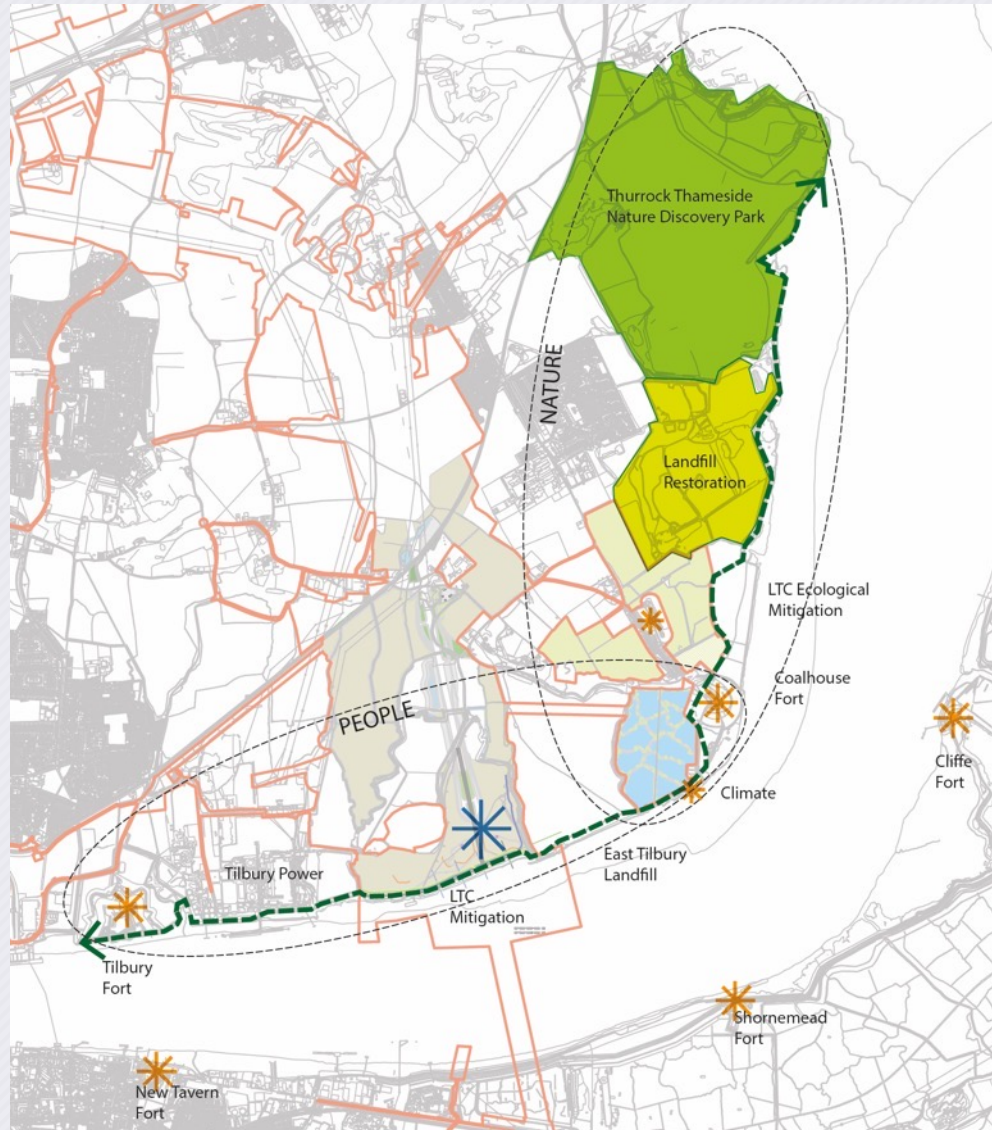 Thurrock Thameside
Nature Discovery Park
NATURE
Landfill
Restoration
LTC Ecological
Mitigation
Coalhouse
Fort
PEOPLE
Cliffe
Fort
Climate
East Tilbury
Landfill
Tilbury Power
LTC
Mitigation
Tilbury
Fort
Shornemead
Fort
New Tavern
Fort